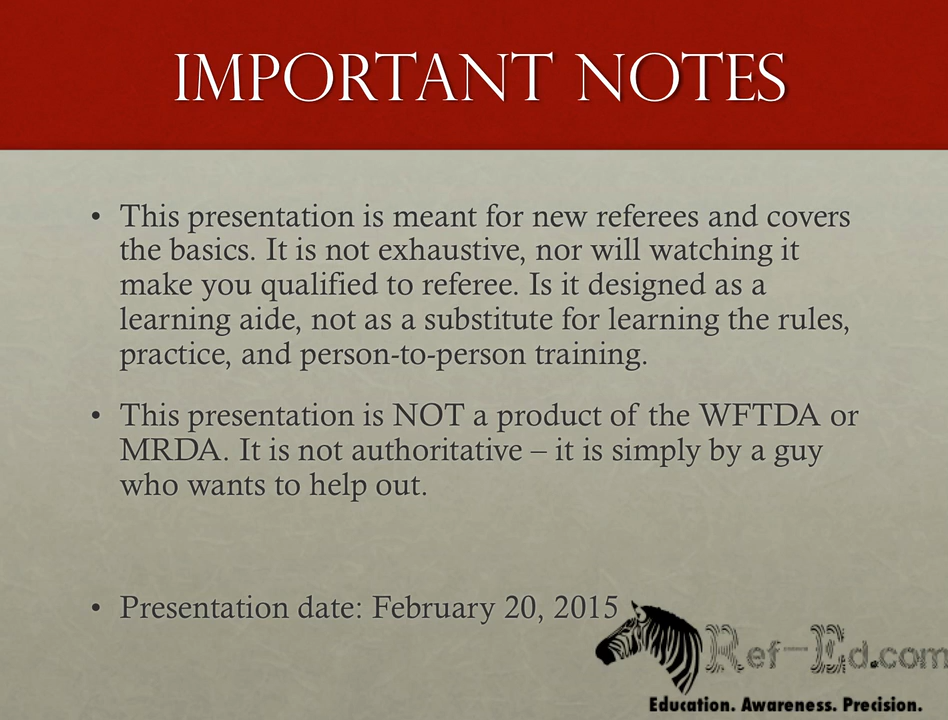 IMPORTANT NOTES
• This presentation is meant for new referees and covers
the basics. It is not exhaustive, nor will watching it
make you qualified to referee. Is it designed as a
learning aide, not as a substitute for learning the rules,
practice, and person-to-person training.
• This presentation is NOT a product of the WFTDA or
MRDA. It is not authoritative – it is simply by a guy
who wants to help out.
• Presentation date: February 20, 2015
Ref-Ed.com
Education. Awareness. Precision.